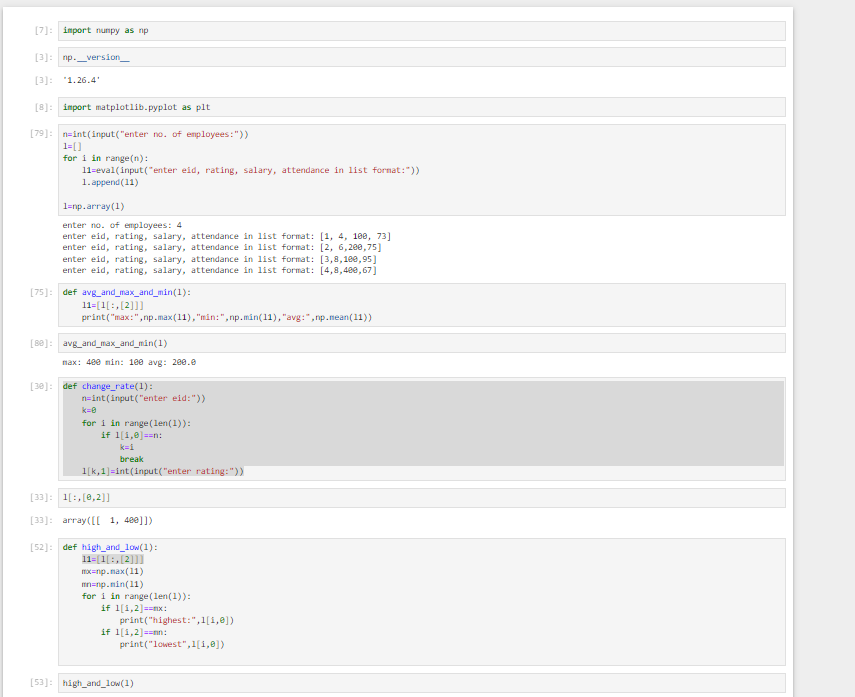 [7]: import numpy as np
[3]: np.__version__
[3]: '1.26.4'
[8]: import matplotlib.pyplot as plt
[79]: n=int(input("enter no. of employees:"))
l=[]
for i in range(n):
    l1=eval(input("enter eid, rating, salary, attendance in list format:"))
    l.append(l1)

l=np.array(l)
enter no. of employees: 4
enter eid, rating, salary, attendance in list format: [1, 4, 100, 73]
enter eid, rating, salary, attendance in list format: [2, 6,200,75]
enter eid, rating, salary, attendance in list format: [3,8,100,95]
enter eid, rating, salary, attendance in list format: [4,8,400,67]
[75]: def avg_and_max_and_min(l):
    l1=[l[:,[2]]]
    print("max:",np.max(l1),"min:",np.min(l1),"avg:",np.mean(l1))
[80]: avg_and_max_and_min(l)
max: 400 min: 100 avg: 200.0
[30]: def change_rate(l):
    n=int(input("enter eid:"))
    k=0
    for i in range(len(l)):
        if l[i,0]==n:
            k=i
            break
    l[k,1]=int(input("enter rating:"))
[33]: l[:,[0,2]]
[33]: array([[  1, 400]])
[52]: def high_and_low(l):
    l1=[l[:,[2]]]
    mx=np.max(l1)
    mn=np.min(l1)
    for i in range(len(l)):
        if l[i,2]==mx:
            print("highest:",l[i,0])
        if l[i,2]==mn:
            print("lowest",l[i,0])
[53]: high_and_low(l)